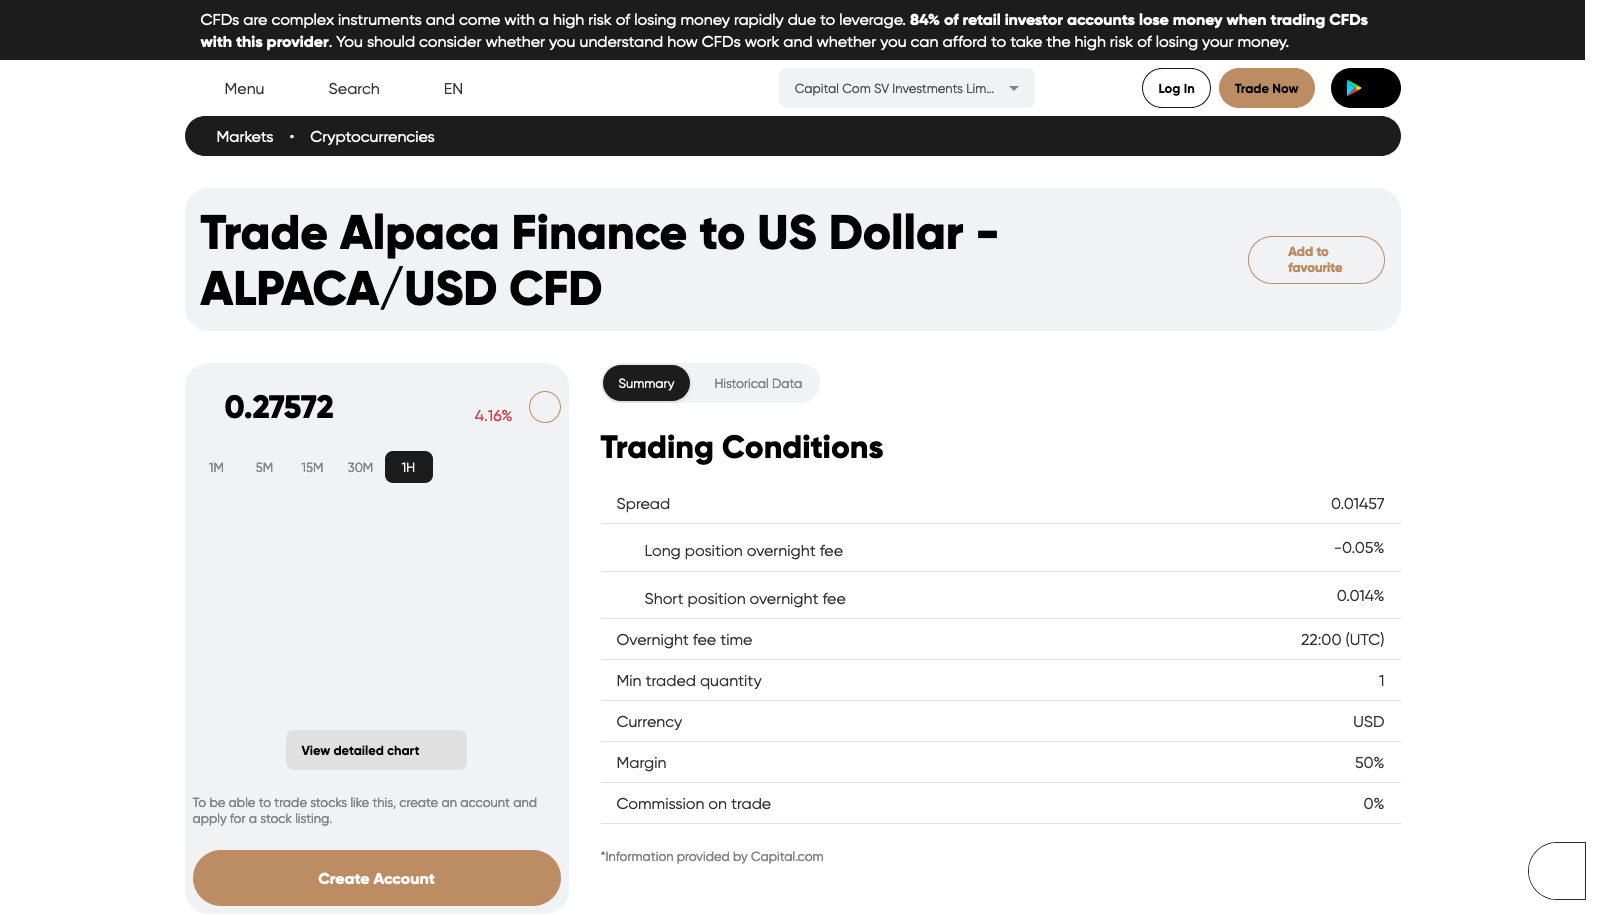 CFDs are complex instruments and come with a high risk of losing money rapidly due to leverage. 84% of retail investor accounts lose money when trading CFDs
with this provider. You should consider whether you understand how CFDs work and whether you can afford to take the high risk of losing your money.
Menu Search EN Capital Com SV Investments Lim... Log In Trade Now
Markets • Cryptocurrencies
Trade Alpaca Finance to US Dollar -
ALPACA/USD CFD
Add to
favourite
0.27572 4.16%
1M 5M 15M 30M 1H
View detailed chart
To be able to trade stocks like this, create an account and
apply for a stock listing.
Create Account
Summary Historical Data
Trading Conditions
Spread 0.01457
Long position overnight fee -0.05%
Short position overnight fee 0.014%
Overnight fee time 22:00 (UTC)
Min traded quantity 1
Currency USD
Margin 50%
Commission on trade 0%
*Information provided by Capital.com